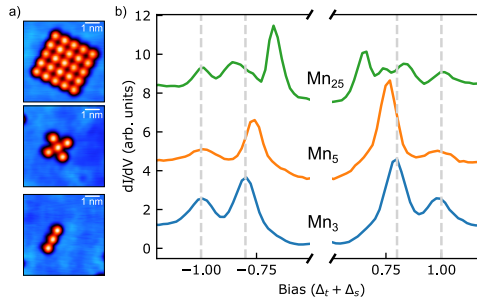 a)
1 nm
1 nm
1 nm
b)
12
10
8
6
4
2
0
dI/dV (arb. units)
Mn₂₅
Mn₅
Mn₃
−1.00
−0.75
0.75
1.00
Bias (Δₜ + Δₛ)